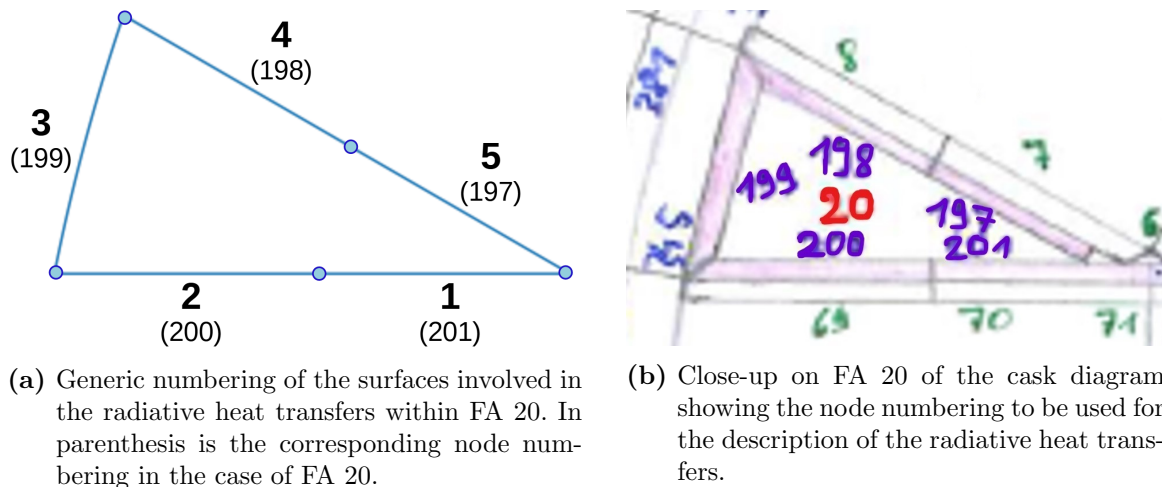 4
(198)
3
(199)
5
(197)
2
(200)
1
(201)
(a) Generic numbering of the surfaces involved in
the radiative heat transfers within FA 20. In
parenthesis is the corresponding node num-
bering in the case of FA 20.
8
281
7
198
199
20
197
6
200
201
69
70
71
(b) Close-up on FA 20 of the cask diagram
showing the node numbering to be used for
the description of the radiative heat trans-
fers.